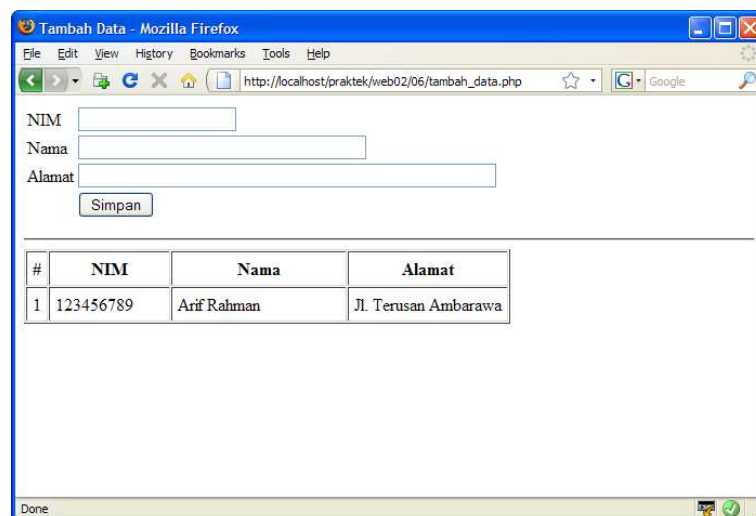 Tambah Data - Mozilla Firefox
File Edit View History Bookmarks Tools Help
http://localhost/praktek/web02/06/tambah_data.php G Google
NIM
Nama
Alamat
Simpan
# NIM Nama Alamat
1 123456789 Arif Rahman Jl. Terusan Ambarawa
Done